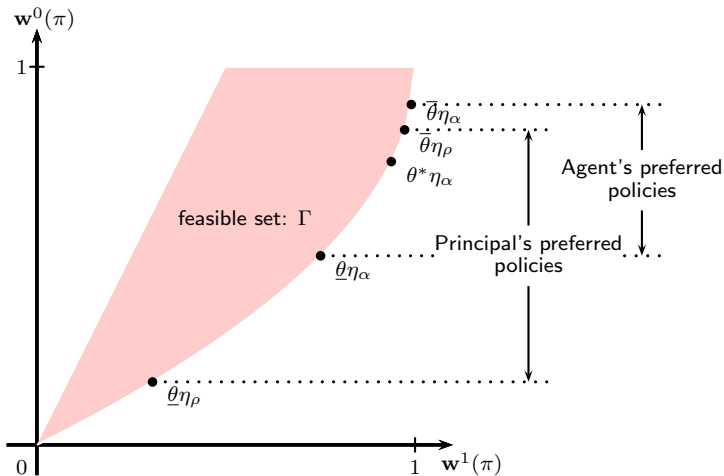 𝐰⁰(π)
1
θ̅η_α
θ̅η_ρ
θ*η_α
Agent's preferred
policies
feasible set: Γ
Principal's preferred
policies
θ̲η_α
θ̲η_ρ
0
1
𝐰¹(π)